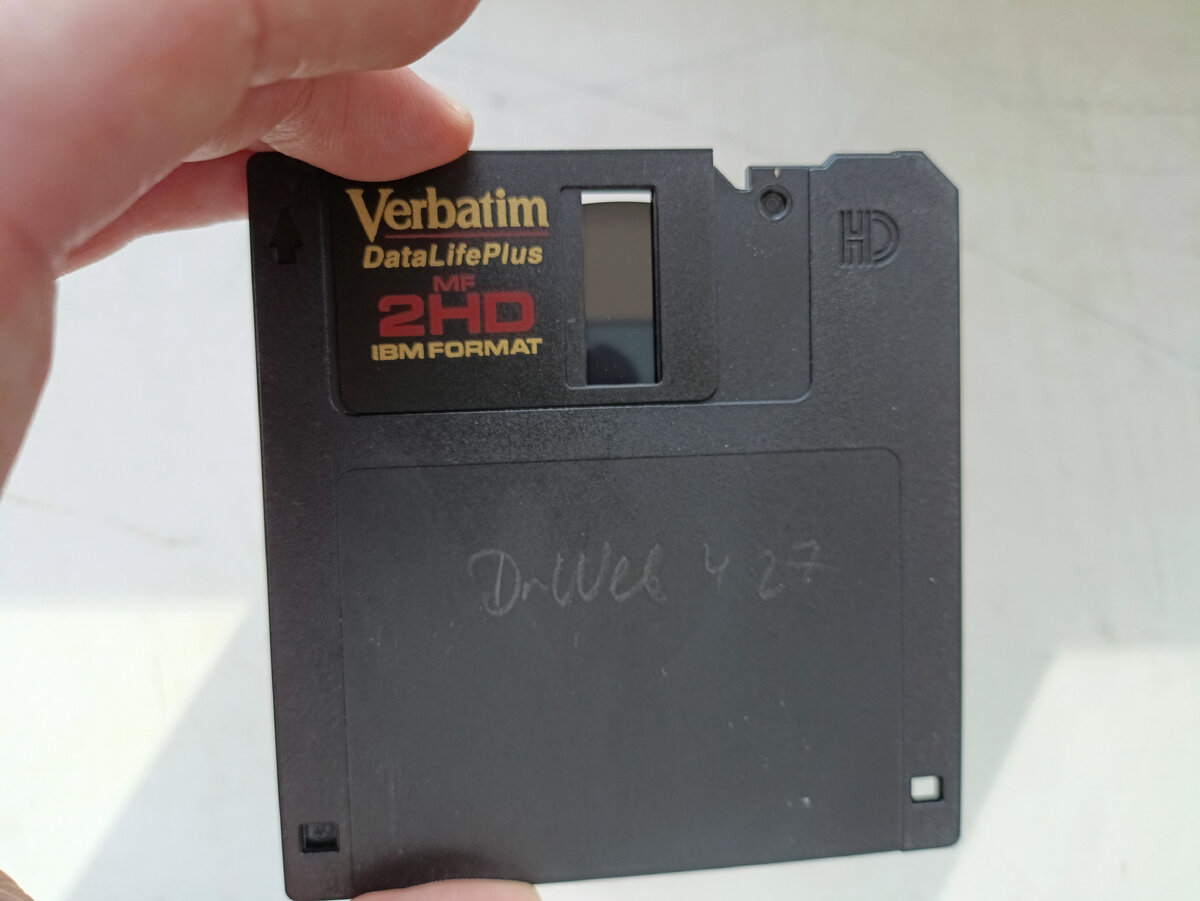 Verbatim
DataLifePlus
MF
2HD
IBM FORMAT
HD
DrWeb 4 27